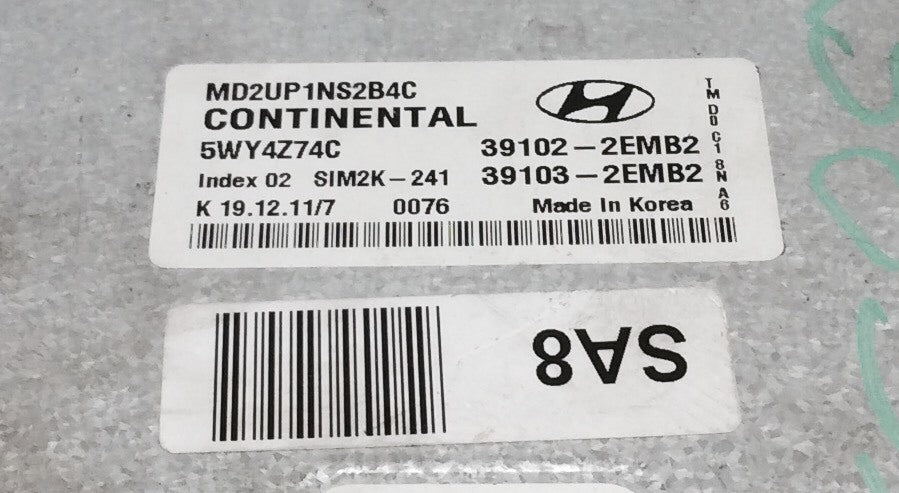 MD2UP1NS2B4C
CONTINENTAL
5WY4Z74C 39102-2EMB2
Index 02 SIM2K-241 39103-2EMB2
K 19.12.11/7 0076 Made In Korea
TM D0 C1 8N A6
SA8